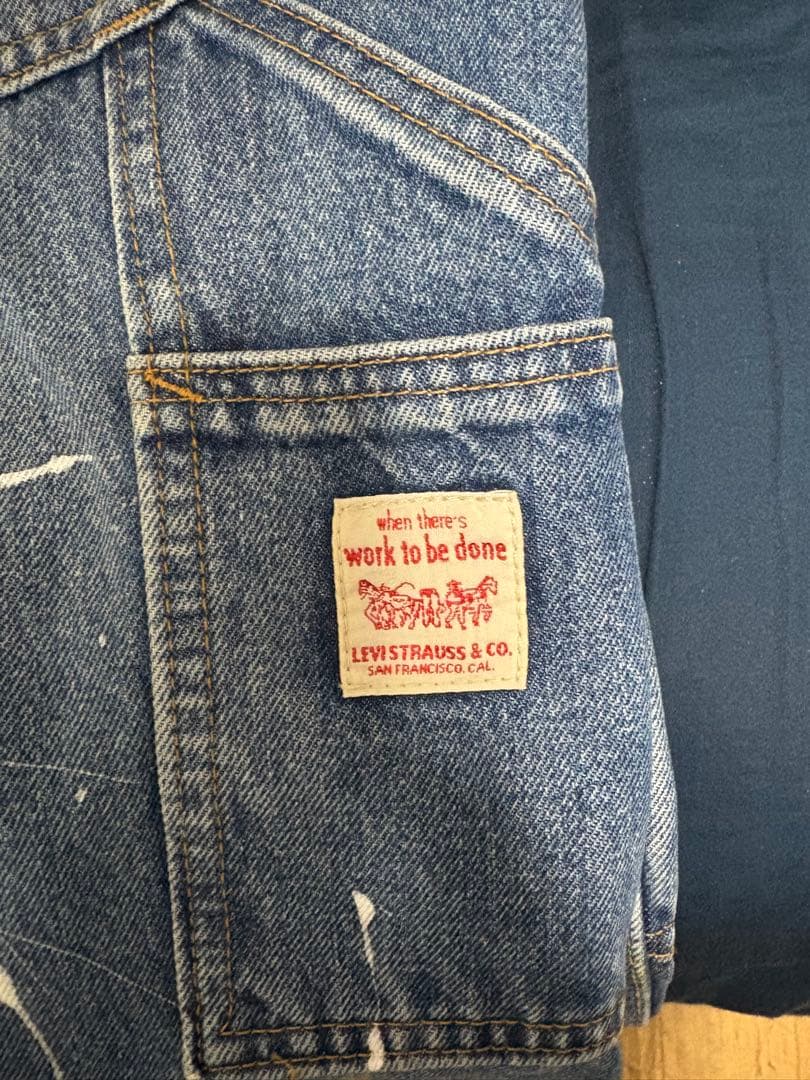 when there's
work to be done
LEVI STRAUSS & CO.
SAN FRANCISCO, CAL.